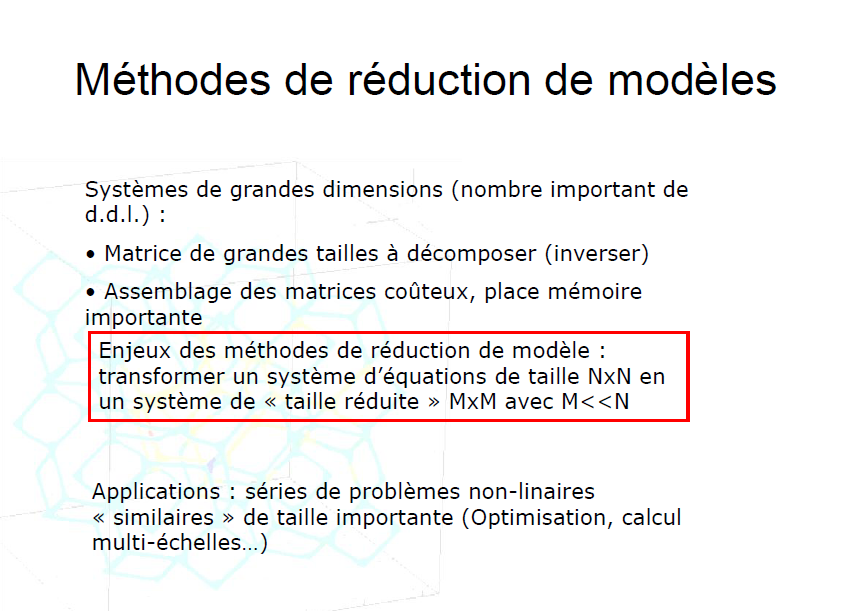 Méthodes de réduction de modèles
Systèmes de grandes dimensions (nombre important de
d.d.l.) :
• Matrice de grandes tailles à décomposer (inverser)
• Assemblage des matrices coûteux, place mémoire
importante
Enjeux des méthodes de réduction de modèle :
transformer un système d’équations de taille NxN en
un système de « taille réduite » MxM avec M<<N
Applications : séries de problèmes non-linaires
« similaires » de taille importante (Optimisation, calcul
multi-échelles…)